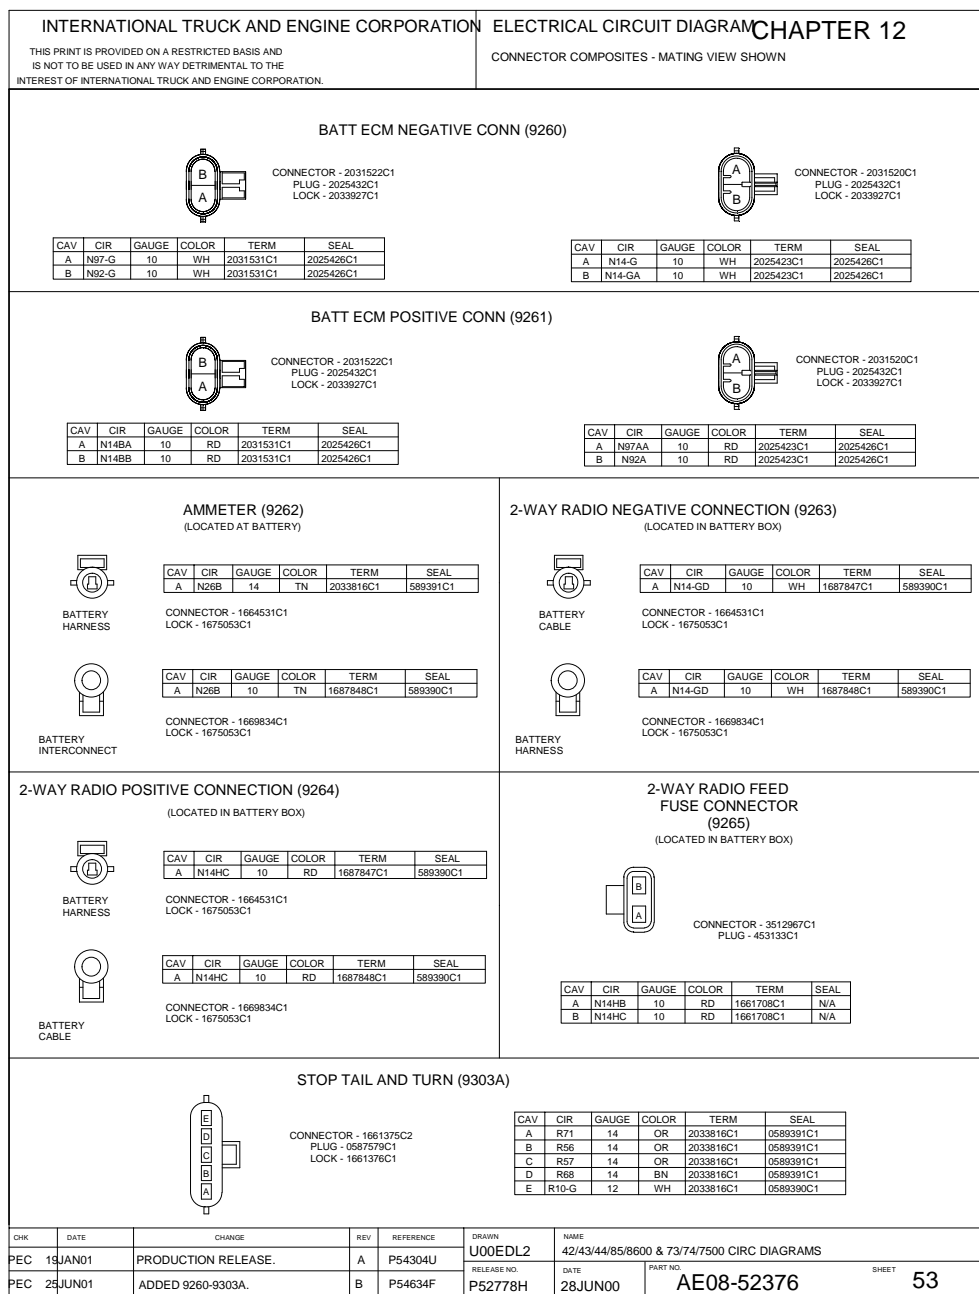 INTERNATIONAL TRUCK AND ENGINE CORPORATION
THIS PRINT IS PROVIDED ON A RESTRICTED BASIS AND
IS NOT TO BE USED IN ANY WAY DETRIMENTAL TO THE
INTEREST OF INTERNATIONAL TRUCK AND ENGINE CORPORATION.
ELECTRICAL CIRCUIT DIAGRAM CHAPTER 12
CONNECTOR COMPOSITES - MATING VIEW SHOWN
BATT ECM NEGATIVE CONN (9260)
B
A
CONNECTOR - 2031522C1
PLUG - 2025432C1
LOCK - 2033927C1
CAV CIR GAUGE COLOR TERM SEAL
A N97-G 10 WH 2031531C1 2025426C1
B N92-G 10 WH 2031531C1 2025426C1
A
B
CONNECTOR - 2031520C1
PLUG - 2025432C1
LOCK - 2033927C1
CAV CIR GAUGE COLOR TERM SEAL
A N14-G 10 WH 2025423C1 2025426C1
B N14-GA 10 WH 2025423C1 2025426C1
BATT ECM POSITIVE CONN (9261)
B
A
CONNECTOR - 2031522C1
PLUG - 2025432C1
LOCK - 2033927C1
CAV CIR GAUGE COLOR TERM SEAL
A N14BA 10 RD 2031531C1 2025426C1
B N14BB 10 RD 2031531C1 2025426C1
A
B
CONNECTOR - 2031520C1
PLUG - 2025432C1
LOCK - 2033927C1
CAV CIR GAUGE COLOR TERM SEAL
A N97AA 10 RD 2025423C1 2025426C1
B N92A 10 RD 2025423C1 2025426C1
AMMETER (9262)
(LOCATED AT BATTERY)
BATTERY
HARNESS
CAV CIR GAUGE COLOR TERM SEAL
A N26B 14 TN 2033816C1 589391C1
CONNECTOR - 1664531C1
LOCK - 1675053C1
CAV CIR GAUGE COLOR TERM SEAL
A N26B 10 TN 1687848C1 589390C1
CONNECTOR - 1669834C1
LOCK - 1675053C1
BATTERY
INTERCONNECT
2-WAY RADIO NEGATIVE CONNECTION (9263)
(LOCATED IN BATTERY BOX)
BATTERY
CABLE
CAV CIR GAUGE COLOR TERM SEAL
A N14-GD 10 WH 1687847C1 589390C1
CONNECTOR - 1664531C1
LOCK - 1675053C1
CAV CIR GAUGE COLOR TERM SEAL
A N14-GD 10 WH 1687848C1 589390C1
CONNECTOR - 1669834C1
LOCK - 1675053C1
BATTERY
HARNESS
2-WAY RADIO POSITIVE CONNECTION (9264)
(LOCATED IN BATTERY BOX)
BATTERY
HARNESS
CAV CIR GAUGE COLOR TERM SEAL
A N14HC 10 RD 1687847C1 589390C1
CONNECTOR - 1664531C1
LOCK - 1675053C1
CAV CIR GAUGE COLOR TERM SEAL
A N14HC 10 RD 1687848C1 589390C1
CONNECTOR - 1669834C1
LOCK - 1675053C1
BATTERY
CABLE
2-WAY RADIO FEED
FUSE CONNECTOR
(9265)
(LOCATED IN BATTERY BOX)
B
A
CONNECTOR - 3512967C1
PLUG - 453133C1
CAV CIR GAUGE COLOR TERM SEAL
A N14HB 10 RD 1661708C1 N/A
B N14HC 10 RD 1661708C1 N/A
STOP TAIL AND TURN (9303A)
E
D
C
B
A
CONNECTOR - 1661375C2
PLUG - 0587579C1
LOCK - 1661376C1
CAV CIR GAUGE COLOR TERM SEAL
A R71 14 OR 2033816C1 0589391C1
B R56 14 OR 2033816C1 0589391C1
C R57 14 OR 2033816C1 0589391C1
D R68 14 BN 2033816C1 0589391C1
E R10-G 12 WH 2033816C1 0589390C1
CHK DATE CHANGE REV REFERENCE
PEC 19JAN01 PRODUCTION RELEASE. A P54304U
PEC 25JUN01 ADDED 9260-9303A. B P54634F
DRAWN
U00EDL2
NAME
42/43/44/85/8600 & 73/74/7500 CIRC DIAGRAMS
RELEASE NO.
P52778H
DATE
28JUN00
PART NO.
AE08-52376
SHEET
53